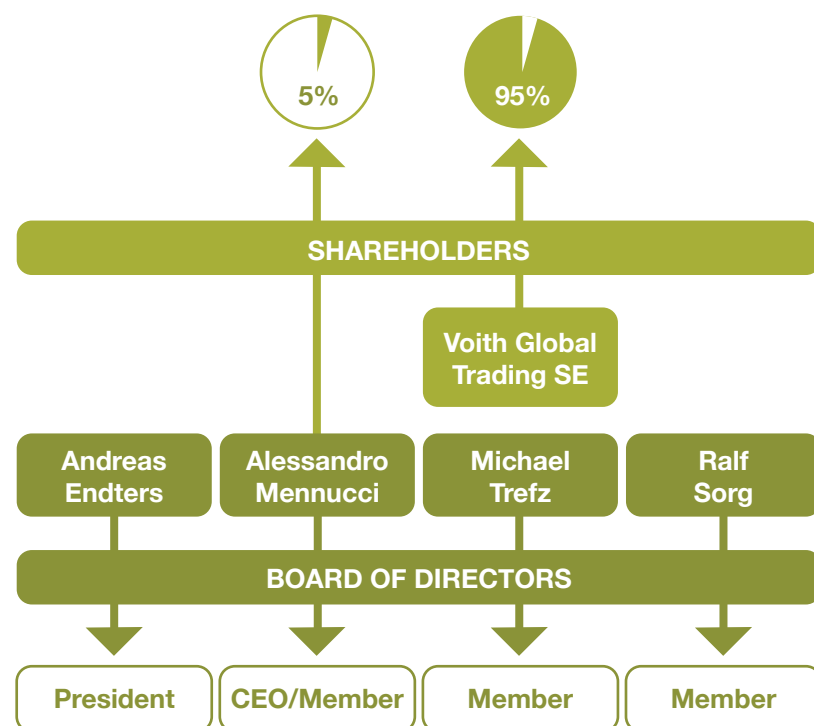 5%
95%
SHAREHOLDERS
Voith Global
Trading SE
Andreas
Endters
Alessandro
Mennucci
Michael
Trefz
Ralf
Sorg
BOARD OF DIRECTORS
President
CEO/Member
Member
Member